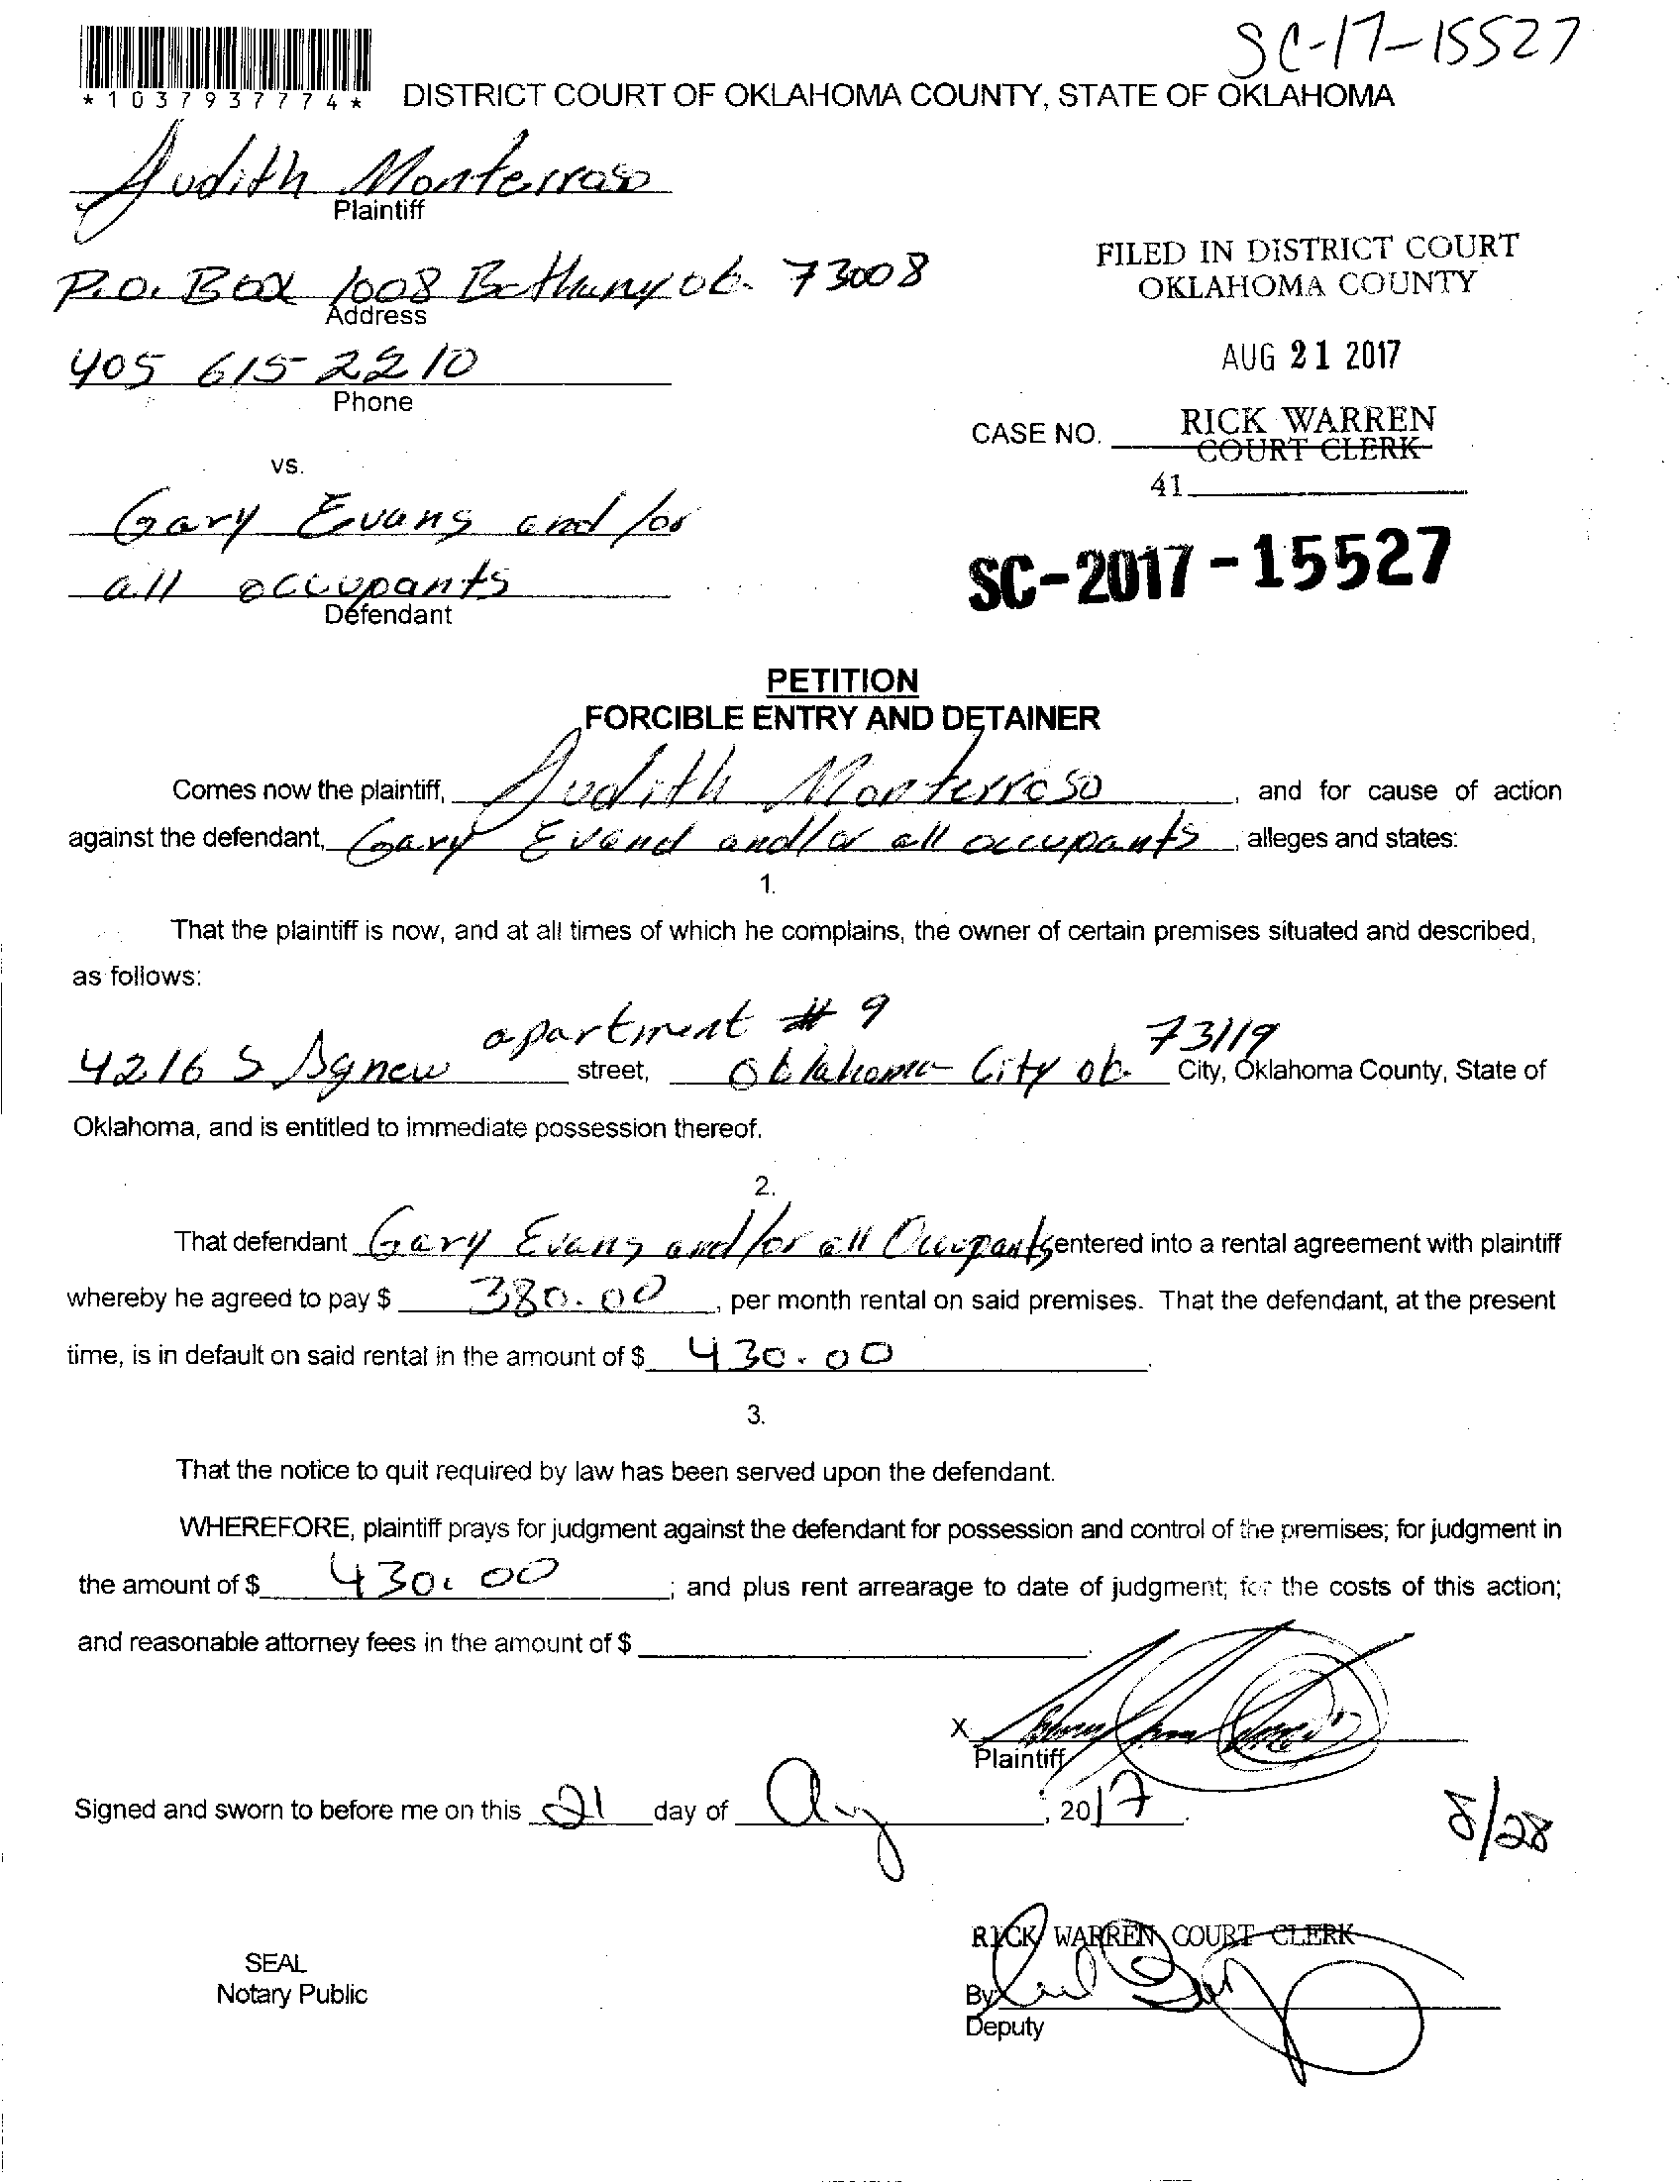 SC-17-15527
*1037937774*
DISTRICT COURT OF OKLAHOMA COUNTY, STATE OF OKLAHOMA
Judith Monterroso
Plaintiff
P.O. Box 1008 Bethany ok. 73008
Address
FILED IN DISTRICT COURT
OKLAHOMA COUNTY
405 615 2210
Phone
AUG 21 2017
CASE NO.
RICK WARREN
COURT CLERK
vs.
41
Gary Evans and/or
all occupants
Defendant
SC-2017-15527
PETITION
FORCIBLE ENTRY AND DETAINER
Comes now the plaintiff, Judith Monterroso, and for cause of action
against the defendant, Gary Evand and/or all occupants, alleges and states:
1.
That the plaintiff is now, and at all times of which he complains, the owner of certain premises situated and described,
as follows:
apartment # 9 73119
4216 S Agnew street, Oklahoma City ok. City, Oklahoma County, State of
Oklahoma, and is entitled to immediate possession thereof.
2.
That defendant Gary Evans and/or all Occupants entered into a rental agreement with plaintiff
whereby he agreed to pay $ 380.00, per month rental on said premises. That the defendant, at the present
time, is in default on said rental in the amount of $ 430.00.
3.
That the notice to quit required by law has been served upon the defendant.
WHEREFORE, plaintiff prays for judgment against the defendant for possession and control of the premises; for judgment in
the amount of $ 430.00; and plus rent arrearage to date of judgment; for the costs of this action;
and reasonable attorney fees in the amount of $
X
Plaintiff
Signed and sworn to before me on this 21 day of Aug, 2017.
8/28
RICK WARREN COURT CLERK
SEAL
Notary Public
By:
Deputy